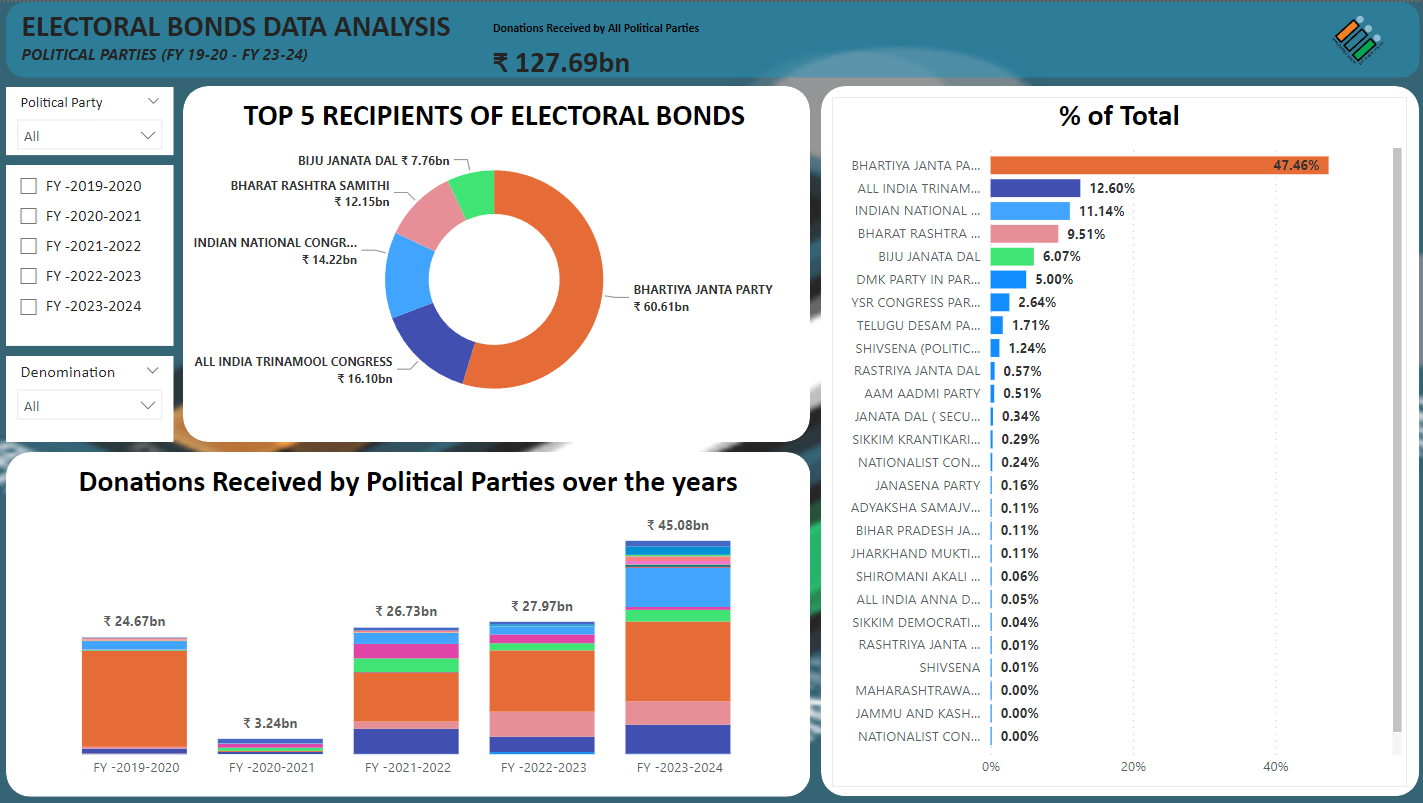 ELECTORAL BONDS DATA ANALYSIS
POLITICAL PARTIES (FY 19-20 - FY 23-24)
Donations Received by All Political Parties
₹ 127.69bn
Political Party
All
FY -2019-2020
FY -2020-2021
FY -2021-2022
FY -2022-2023
FY -2023-2024
Denomination
All
TOP 5 RECIPIENTS OF ELECTORAL BONDS
BIJU JANATA DAL ₹ 7.76bn
BHARAT RASHTRA SAMITHI
₹ 12.15bn
INDIAN NATIONAL CONGR...
₹ 14.22bn
ALL INDIA TRINAMOOL CONGRESS
₹ 16.10bn
BHARTIYA JANTA PARTY
₹ 60.61bn
Donations Received by Political Parties over the years
₹ 24.67bn
₹ 3.24bn
₹ 26.73bn
₹ 27.97bn
₹ 45.08bn
FY -2019-2020
FY -2020-2021
FY -2021-2022
FY -2022-2023
FY -2023-2024
% of Total
BHARTIYA JANTA PA... 47.46%
ALL INDIA TRINAM... 12.60%
INDIAN NATIONAL ... 11.14%
BHARAT RASHTRA ... 9.51%
BIJU JANATA DAL 6.07%
DMK PARTY IN PAR... 5.00%
YSR CONGRESS PAR... 2.64%
TELUGU DESAM PA... 1.71%
SHIVSENA (POLITIC... 1.24%
RASTRIYA JANTA DAL 0.57%
AAM AADMI PARTY 0.51%
JANATA DAL ( SECU... 0.34%
SIKKIM KRANTIKARI... 0.29%
NATIONALIST CON... 0.24%
JANASENA PARTY 0.16%
ADYAKSHA SAMAJV... 0.11%
BIHAR PRADESH JA... 0.11%
JHARKHAND MUKTI... 0.11%
SHIROMANI AKALI ... 0.06%
ALL INDIA ANNA D... 0.05%
SIKKIM DEMOCRATI... 0.04%
RASHTRIYA JANTA ... 0.01%
SHIVSENA 0.01%
MAHARASHTRAWA... 0.00%
JAMMU AND KASH... 0.00%
NATIONALIST CON... 0.00%
0% 20% 40%